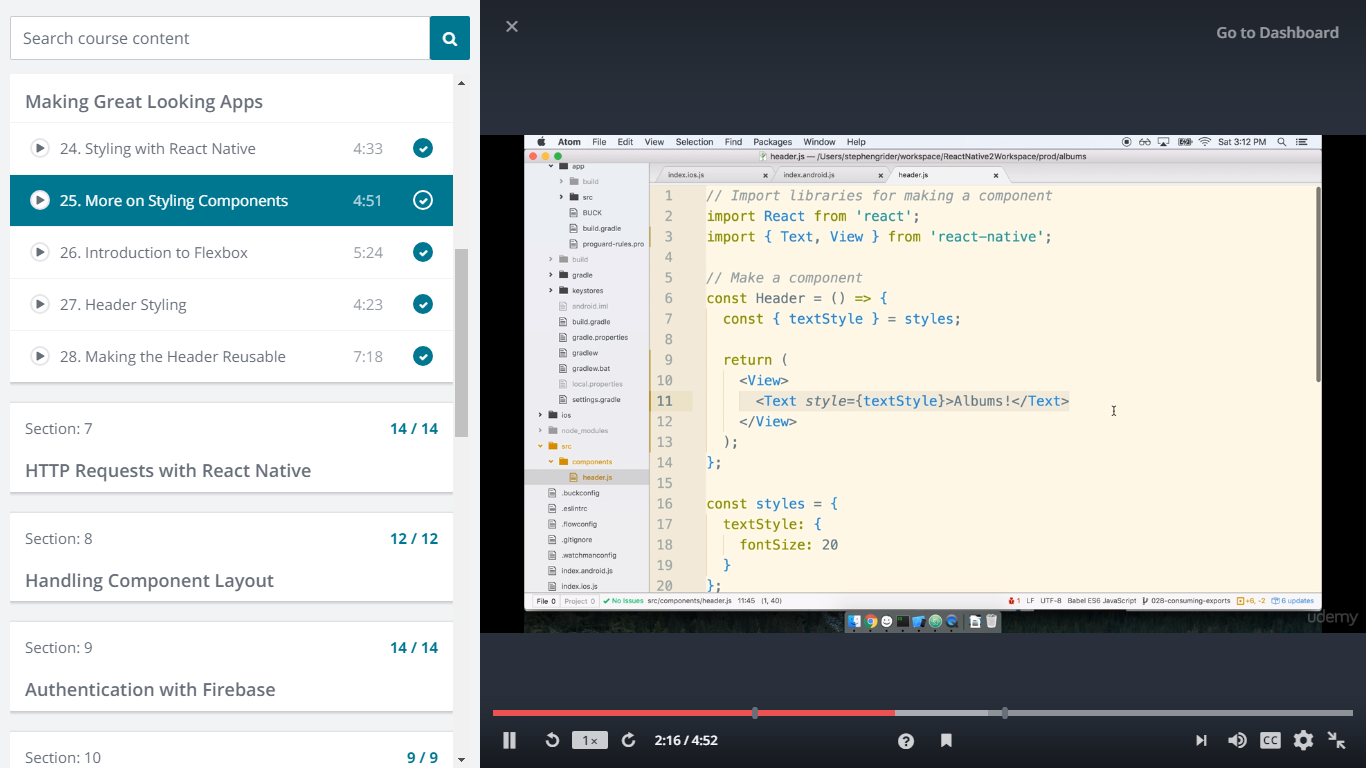 Search course content
Making Great Looking Apps
24. Styling with React Native 4:33
25. More on Styling Components 4:51
26. Introduction to Flexbox 5:24
27. Header Styling 4:23
28. Making the Header Reusable 7:18
Section: 7 14 / 14
HTTP Requests with React Native
Section: 8 12 / 12
Handling Component Layout
Section: 9 14 / 14
Authentication with Firebase
Section: 10 9 / 9
Go to Dashboard
Atom File Edit View Selection Find Packages Window Help Sat 3:12 PM
header.js — /Users/stephengrider/workspace/ReactNative2Workspace/prod/albums
app
build
src
BUCK
build.gradle
proguard-rules.pro
build
gradle
keystores
android.iml
build.gradle
gradle.properties
gradlew
gradlew.bat
local.properties
settings.gradle
ios
node_modules
src
components
header.js
.buckconfig
.eslintrc
.flowconfig
.gitignore
.watchmanconfig
index.android.js
index.ios.js
index.ios.js index.android.js header.js
1 // Import libraries for making a component
2 import React from 'react';
3 import { Text, View } from 'react-native';
4
5 // Make a component
6 const Header = () => {
7 const { textStyle } = styles;
8
9 return (
10 <View>
11 <Text style={textStyle}>Albums!</Text>
12 </View>
13 );
14 };
15
16 const styles = {
17 textStyle: {
18 fontSize: 20
19 }
20 };
File 0 Project 0 No Issues src/components/header.js 11:45 (1, 40) 1 LF UTF-8 Babel ES6 JavaScript 028-consuming-exports +6, -2 6 updates
udemy
1× 2:16 / 4:52 CC